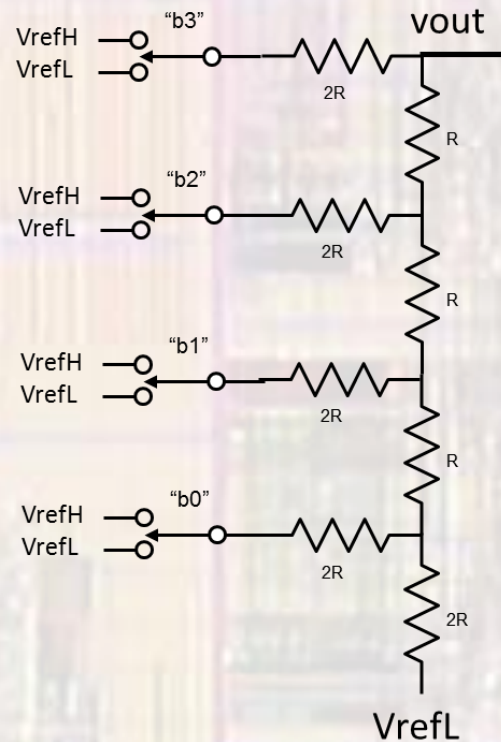 "b3"
vout
VrefH
VrefL
2R
R
"b2"
VrefH
VrefL
2R
R
"b1"
VrefH
VrefL
2R
R
"b0"
VrefH
VrefL
2R
2R
VrefL